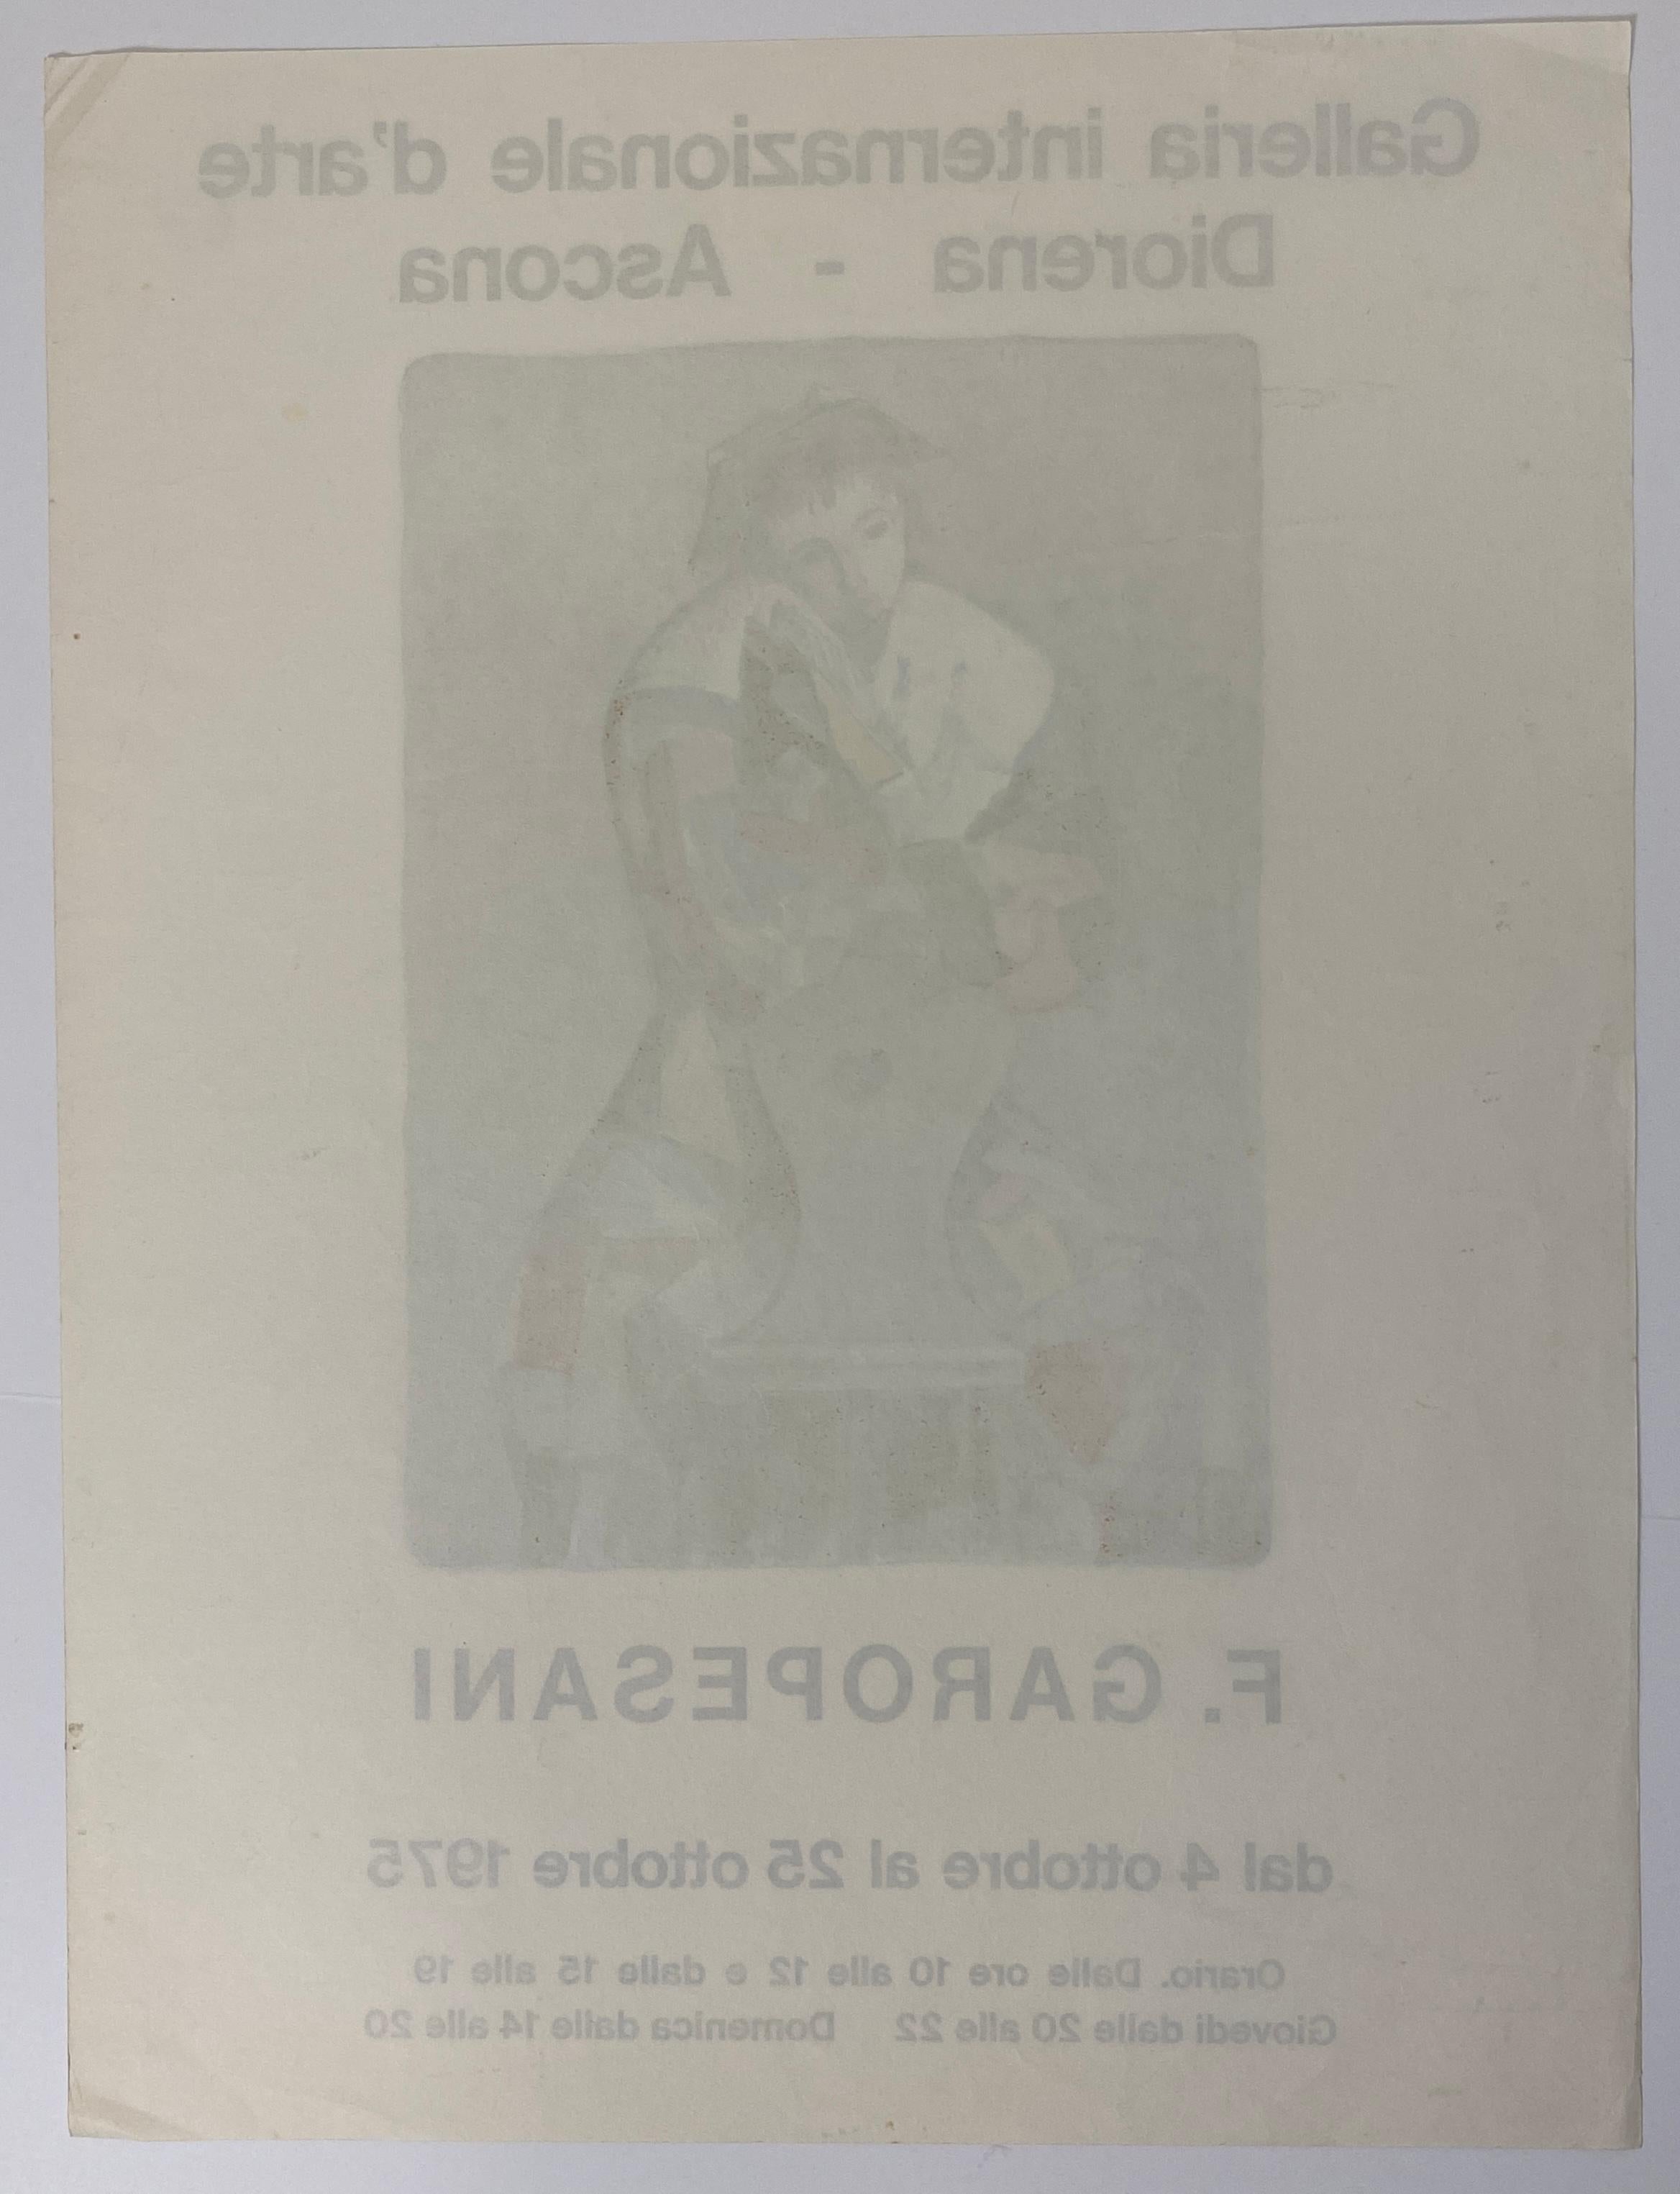 Galleria internazionale d'arte
Diorena - Ascona
F. GAROPESANI
dal 4 ottobre al 25 ottobre 1975
Orario. Dalle ore 10 alle 12 e dalle 15 alle 19
Giovedi dalle 20 alle 22 Domenica dalle 14 alle 20